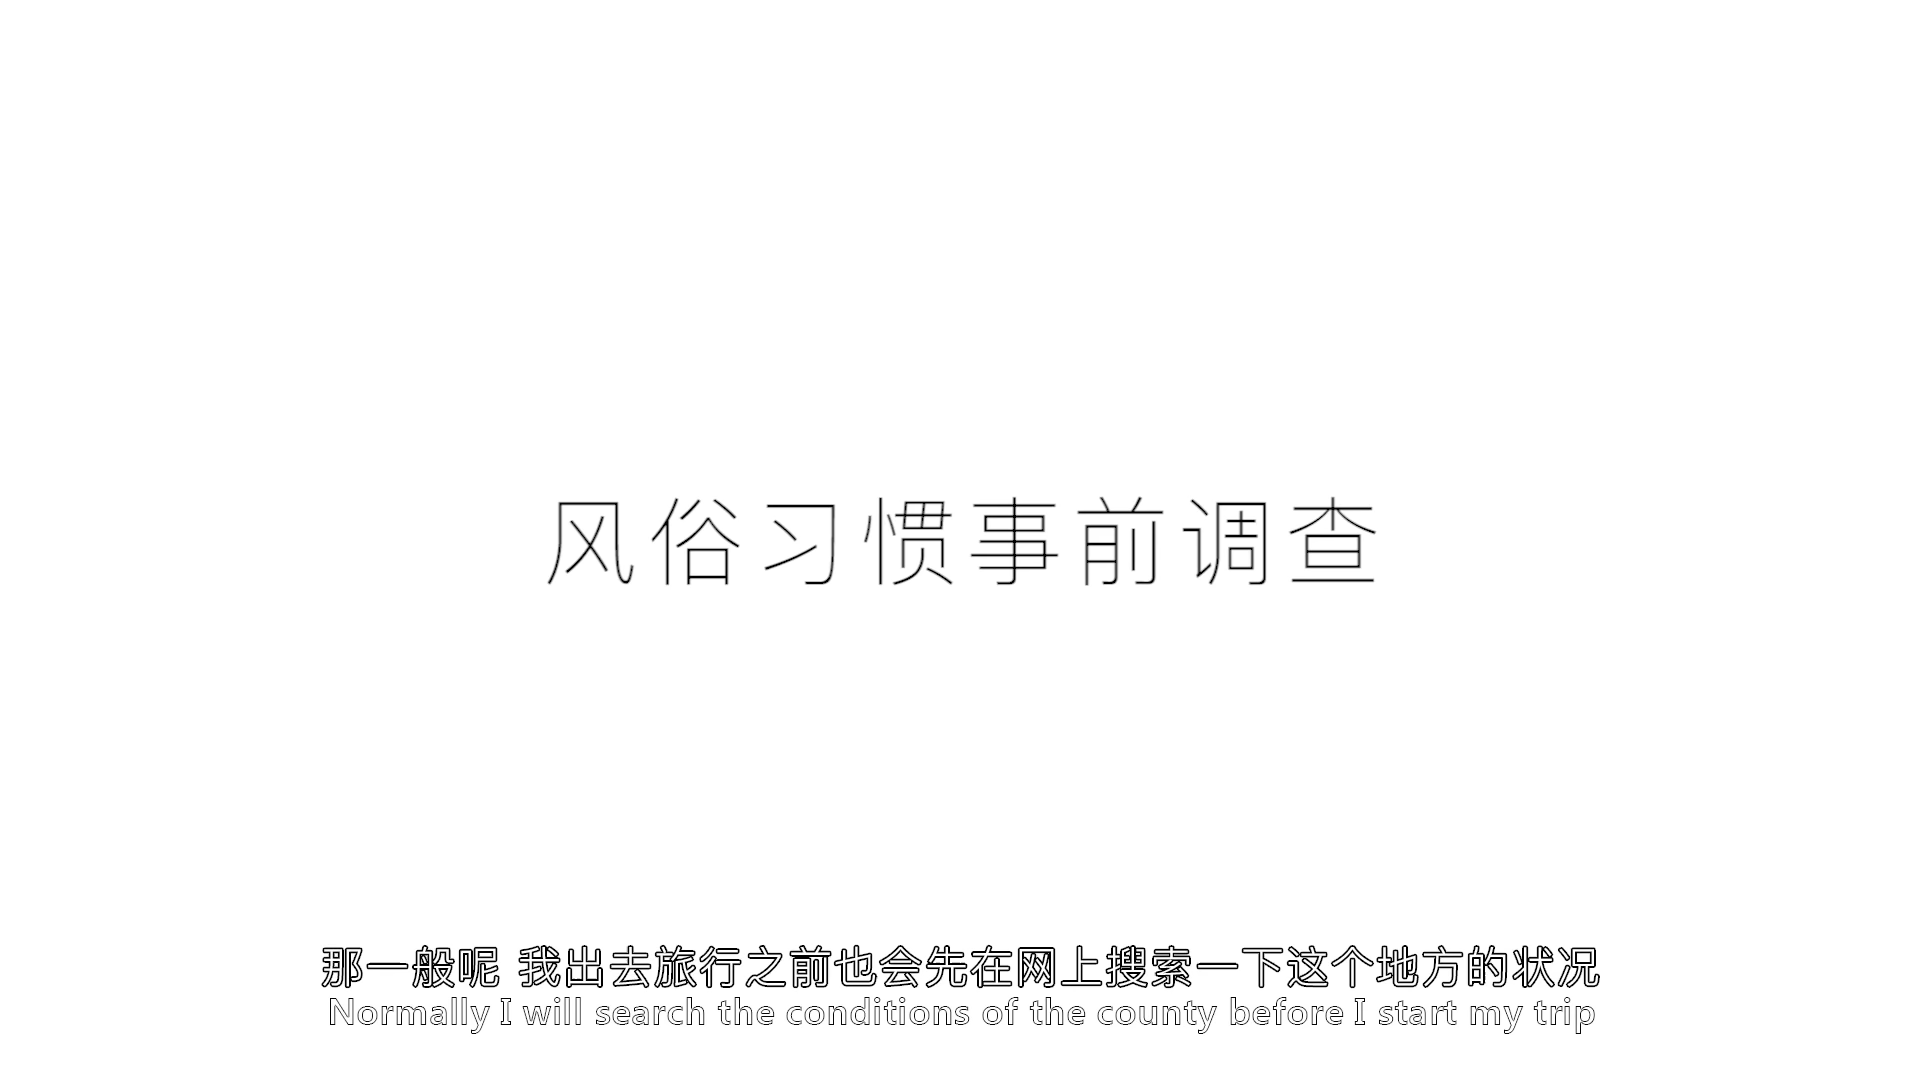 风俗习惯事前调查
那一般呢 我出去旅行之前也会先在网上搜索一下这个地方的状况
Normally I will search the conditions of the county before I start my trip